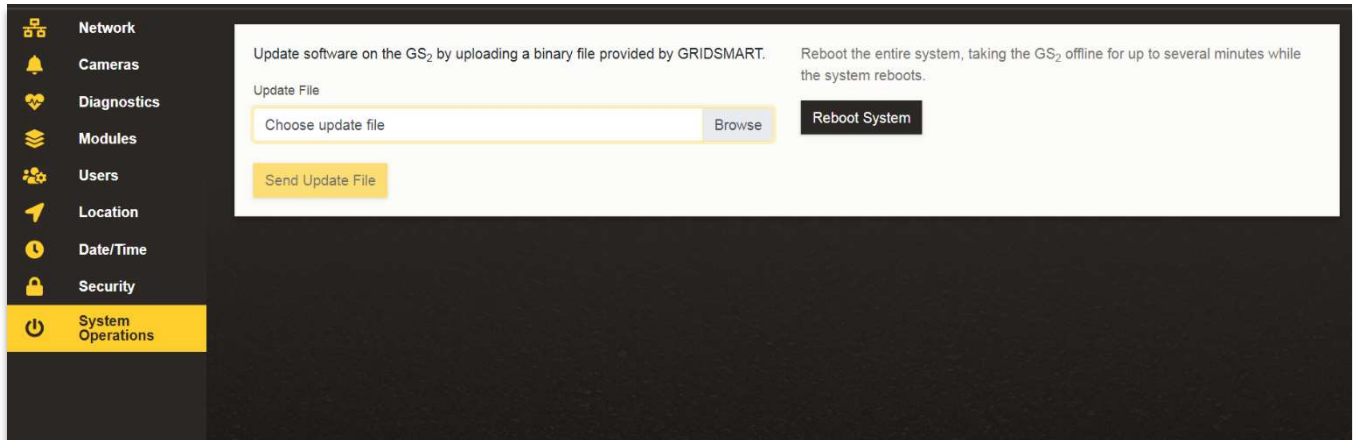 Network
Cameras
Diagnostics
Modules
Users
Location
Date/Time
Security
System
Operations
Update software on the GS₂ by uploading a binary file provided by GRIDSMART.
Update File
Choose update file Browse
Send Update File
Reboot the entire system, taking the GS₂ offline for up to several minutes while
the system reboots.
Reboot System